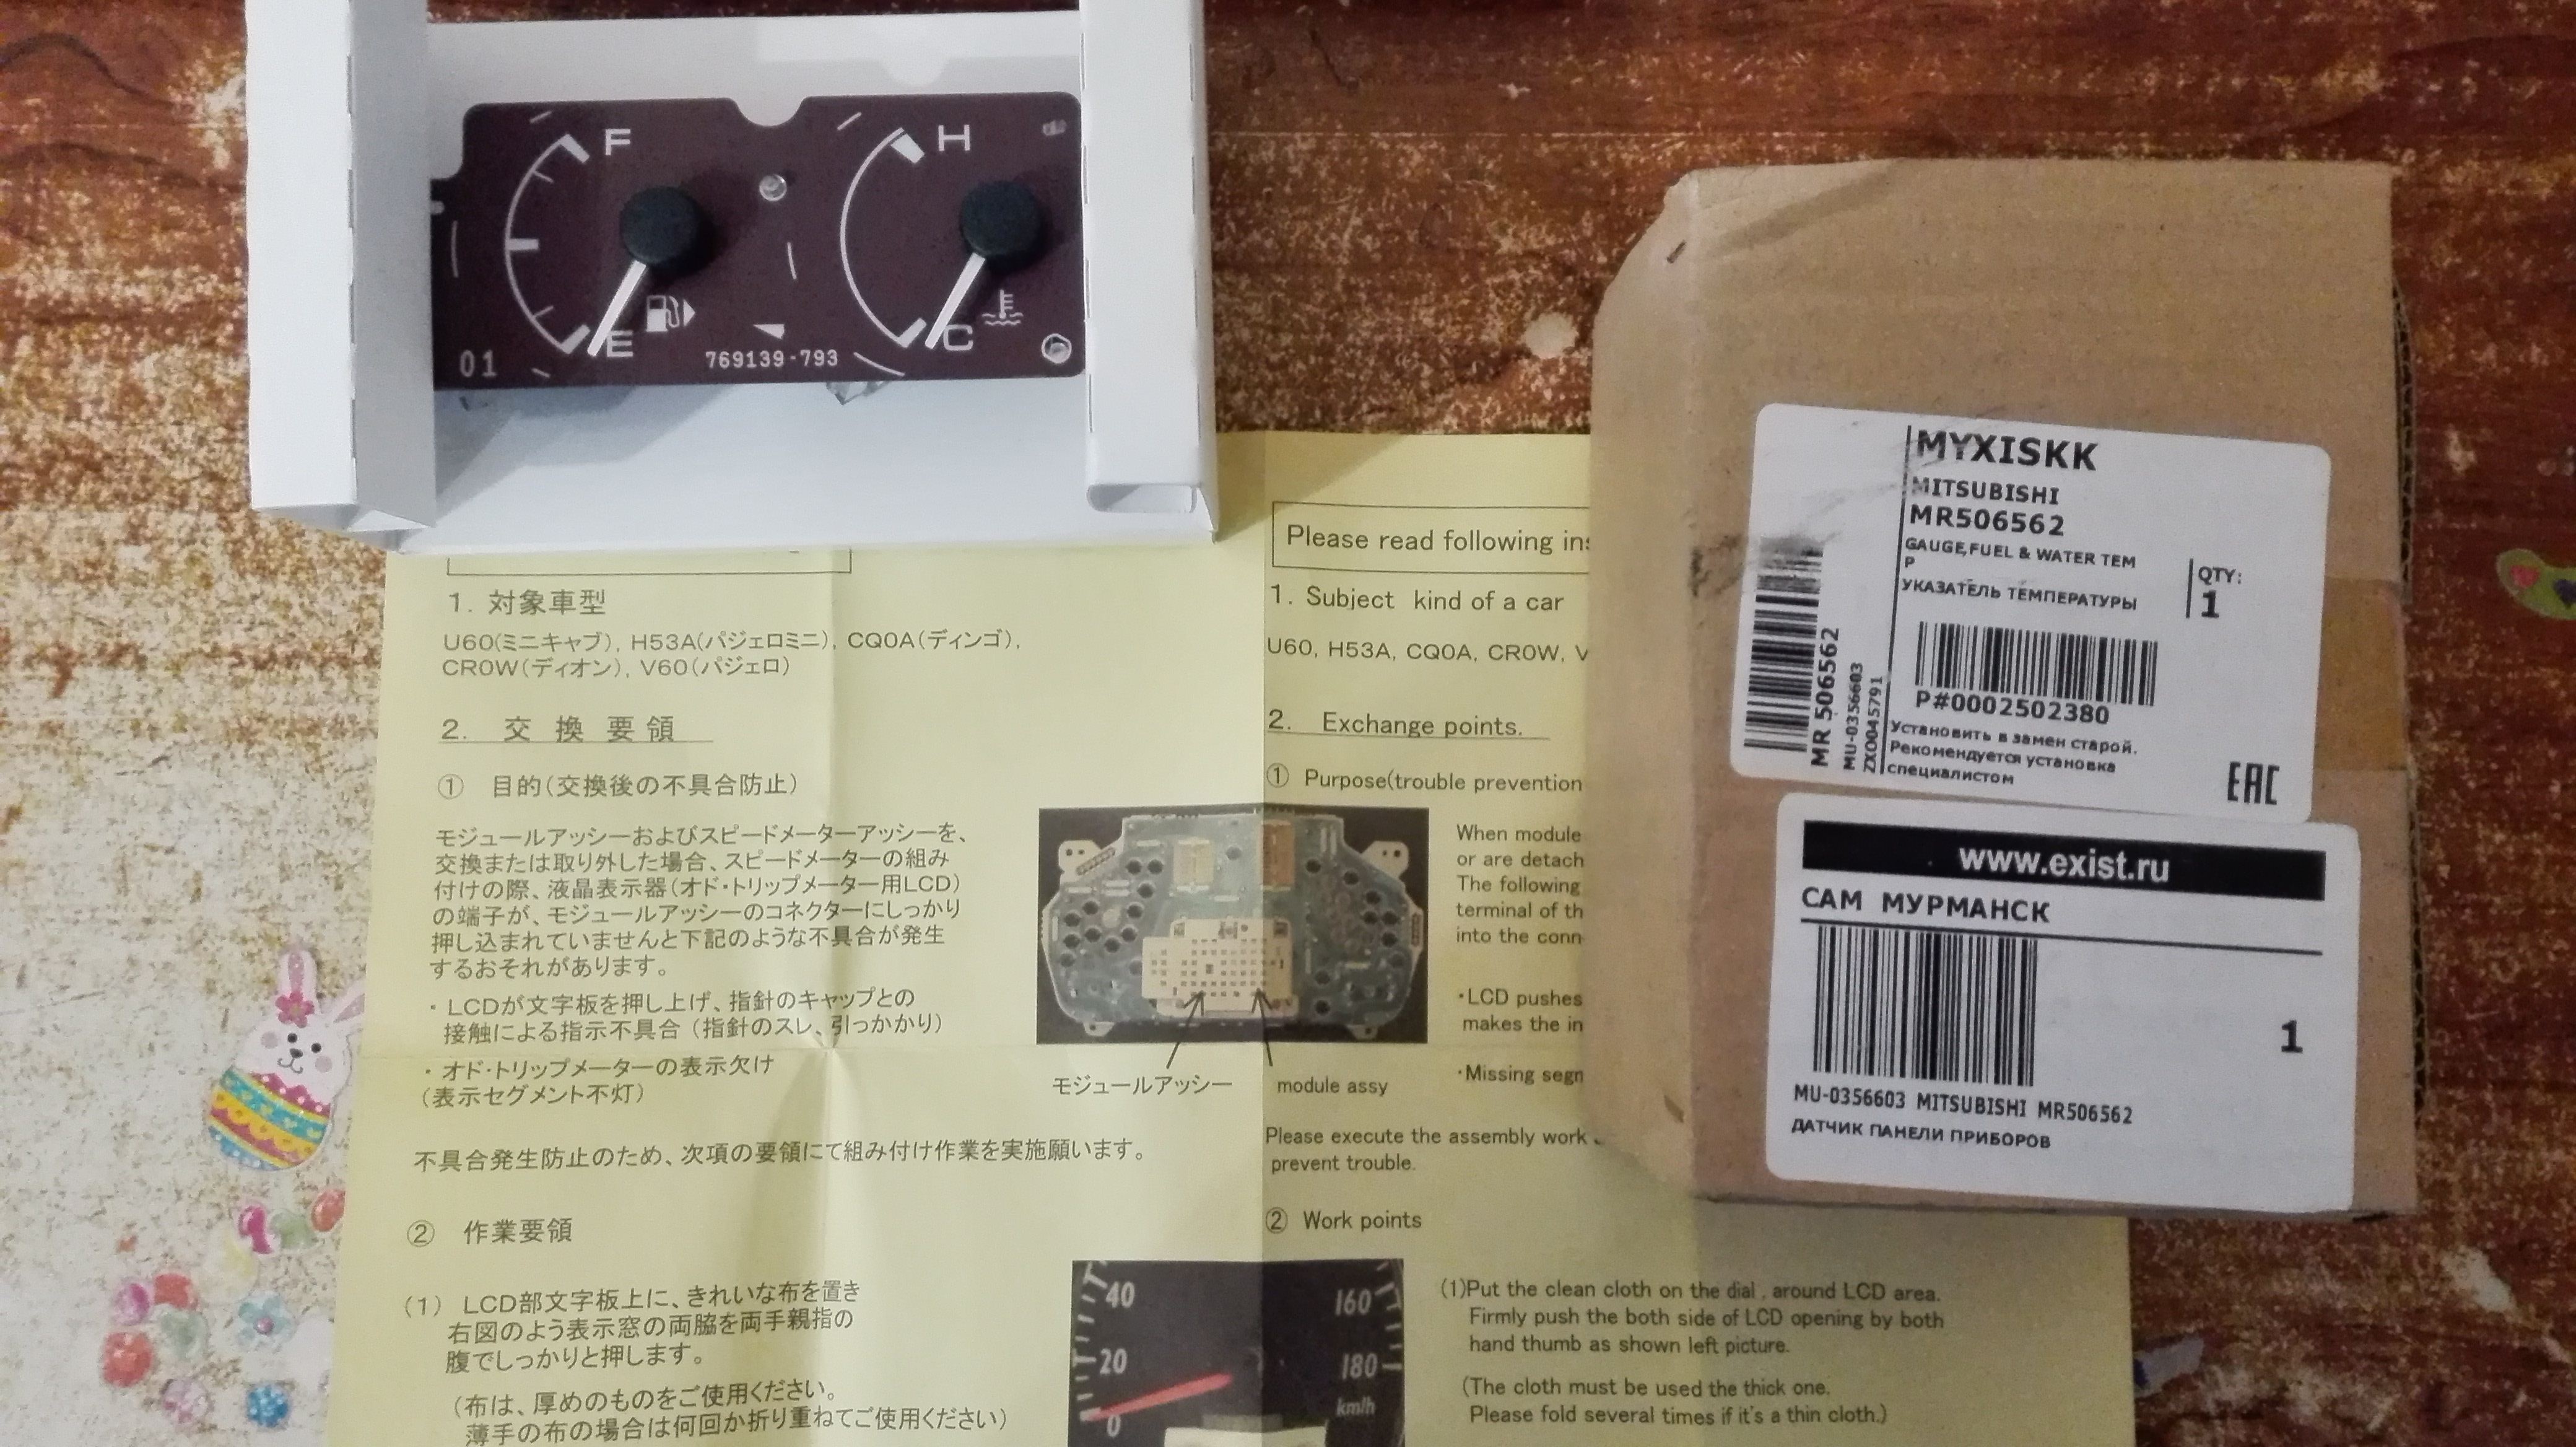 F
H
E
C
01
769139-793
1. 対象車型
U60(ミニキャブ), H53A(パジェロミニ), CQ0A(ディンゴ),
CR0W(ディオン), V60(パジェロ)
2. 交 換 要 領
① 目的(交換後の不具合防止)
モジュールアッシーおよびスピードメーターアッシーを、
交換または取り外した場合、スピードメーターの組み
付けの際、液晶表示器(オド・トリップメーター用LCD)
の端子が、モジュールアッシーのコネクターにしっかり
押し込まれていませんと下記のような不具合が発生
するおそれがあります。
・LCDが文字板を押し上げ、指針のキャップとの
接触による指示不具合 (指針のスレ、引っかかり)
・オド・トリップメーターの表示欠け
(表示セグメント不灯)
モジュールアッシー
不具合発生防止のため、次項の要領にて組み付け作業を実施願います。
② 作業要領
(1) LCD部文字板上に、きれいな布を置き
右図のよう表示窓の両脇を両手親指の
腹でしっかりと押します。
(布は、厚めのものをご使用ください。
薄手の布の場合は何回か折り重ねてご使用ください)
Please read following ins
1. Subject kind of a car
U60, H53A, CQ0A, CR0W, V
2. Exchange points.
① Purpose(trouble prevention
When module
or are detach
The following
terminal of th
into the conn
・LCD pushes
makes the in
・Missing segm
module assy
Please execute the assembly work
prevent trouble.
② Work points
40
20
0
160
180
km/h
(1)Put the clean cloth on the dial , around LCD area.
Firmly push the both side of LCD opening by both
hand thumb as shown left picture.
(The cloth must be used the thick one.
Please fold several times if it's a thin cloth.)
MYXISKK
MITSUBISHI
MR506562
GAUGE,FUEL & WATER TEM
P
УКАЗАТЕЛЬ ТЕМПЕРАТУРЫ
QTY:
1
P#0002502380
MR506562
MU-0356603
ZXO0045791
Установить в замен старой.
Рекомендуется установка
специалистом
EAC
www.exist.ru
САМ МУРМАНСК
1
MU-0356603 MITSUBISHI MR506562
ДАТЧИК ПАНЕЛИ ПРИБОРОВ